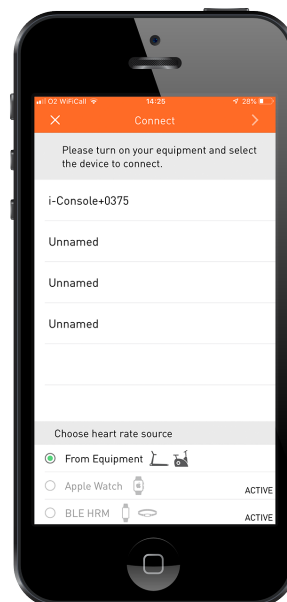 O2 WiFiCall 14:25 28%
Connect
Please turn on your equipment and select
the device to connect.
i-Console+0375
Unnamed
Unnamed
Unnamed
Choose heart rate source
From Equipment
Apple Watch ACTIVE
BLE HRM ACTIVE